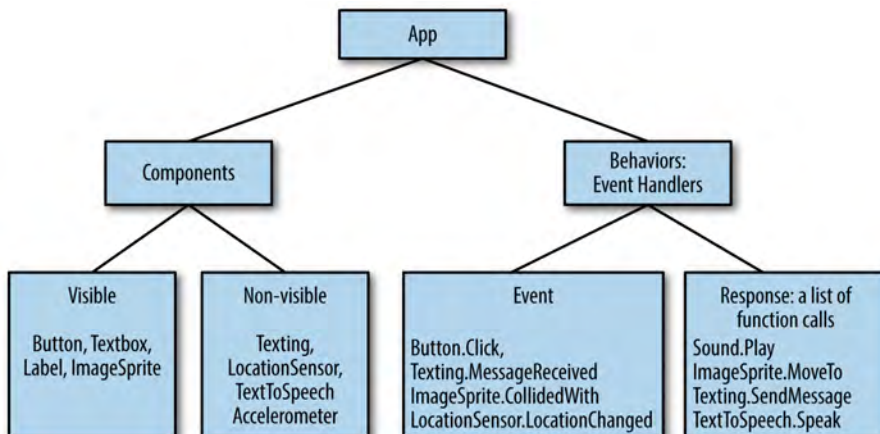 App
Components
Behaviors:
Event Handlers
Visible
Button, Textbox,
Label, ImageSprite
Non-visible
Texting,
LocationSensor,
TextToSpeech
Accelerometer
Event
Button.Click,
Texting.MessageReceived
ImageSprite.CollidedWith
LocationSensor.LocationChanged
Response: a list of
function calls
Sound.Play
ImageSprite.MoveTo
Texting.SendMessage
TextToSpeech.Speak